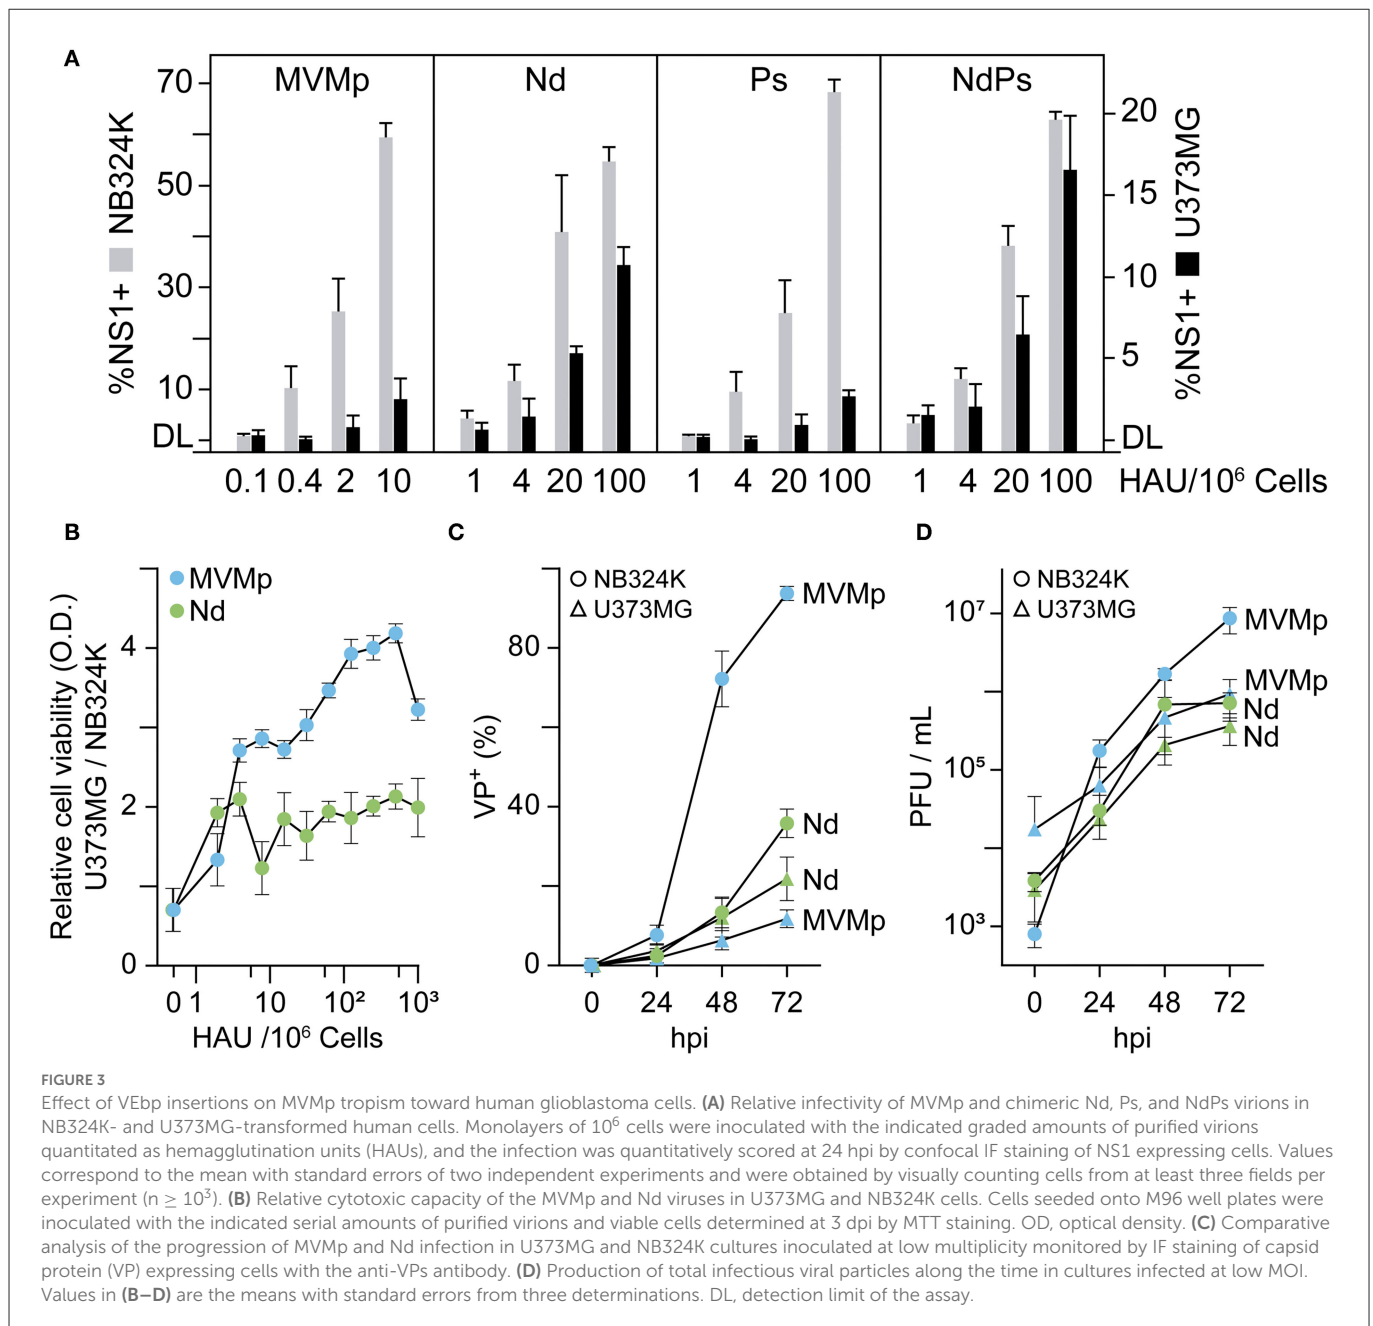 A
MVMp Nd Ps NdPs
%NS1+ NB324K
70
50
30
10
DL
20
15
10
5
DL
%NS1+ U373MG
0.1 0.4 2 10 1 4 20 100 1 4 20 100 1 4 20 100 HAU/10⁶ Cells
B
MVMp
Nd
Relative cell viability (O.D.)
U373MG / NB324K
4
2
0
0 1 10 10² 10³
HAU /10⁶ Cells
C
NB324K
U373MG
VP⁺ (%)
80
40
0
MVMp
Nd
Nd
MVMp
0 24 48 72
hpi
D
NB324K
U373MG
PFU / mL
10⁷
10⁵
10³
MVMp
MVMp
Nd
Nd
0 24 48 72
hpi
FIGURE 3
Effect of VEbp insertions on MVMp tropism toward human glioblastoma cells. (A) Relative infectivity of MVMp and chimeric Nd, Ps, and NdPs virions in
NB324K- and U373MG-transformed human cells. Monolayers of 10⁶ cells were inoculated with the indicated graded amounts of purified virions
quantitated as hemagglutination units (HAUs), and the infection was quantitatively scored at 24 hpi by confocal IF staining of NS1 expressing cells. Values
correspond to the mean with standard errors of two independent experiments and were obtained by visually counting cells from at least three fields per
experiment (n ≥ 10³). (B) Relative cytotoxic capacity of the MVMp and Nd viruses in U373MG and NB324K cells. Cells seeded onto M96 well plates were
inoculated with the indicated serial amounts of purified virions and viable cells determined at 3 dpi by MTT staining. OD, optical density. (C) Comparative
analysis of the progression of MVMp and Nd infection in U373MG and NB324K cultures inoculated at low multiplicity monitored by IF staining of capsid
protein (VP) expressing cells with the anti-VPs antibody. (D) Production of total infectious viral particles along the time in cultures infected at low MOI.
Values in (B–D) are the means with standard errors from three determinations. DL, detection limit of the assay.